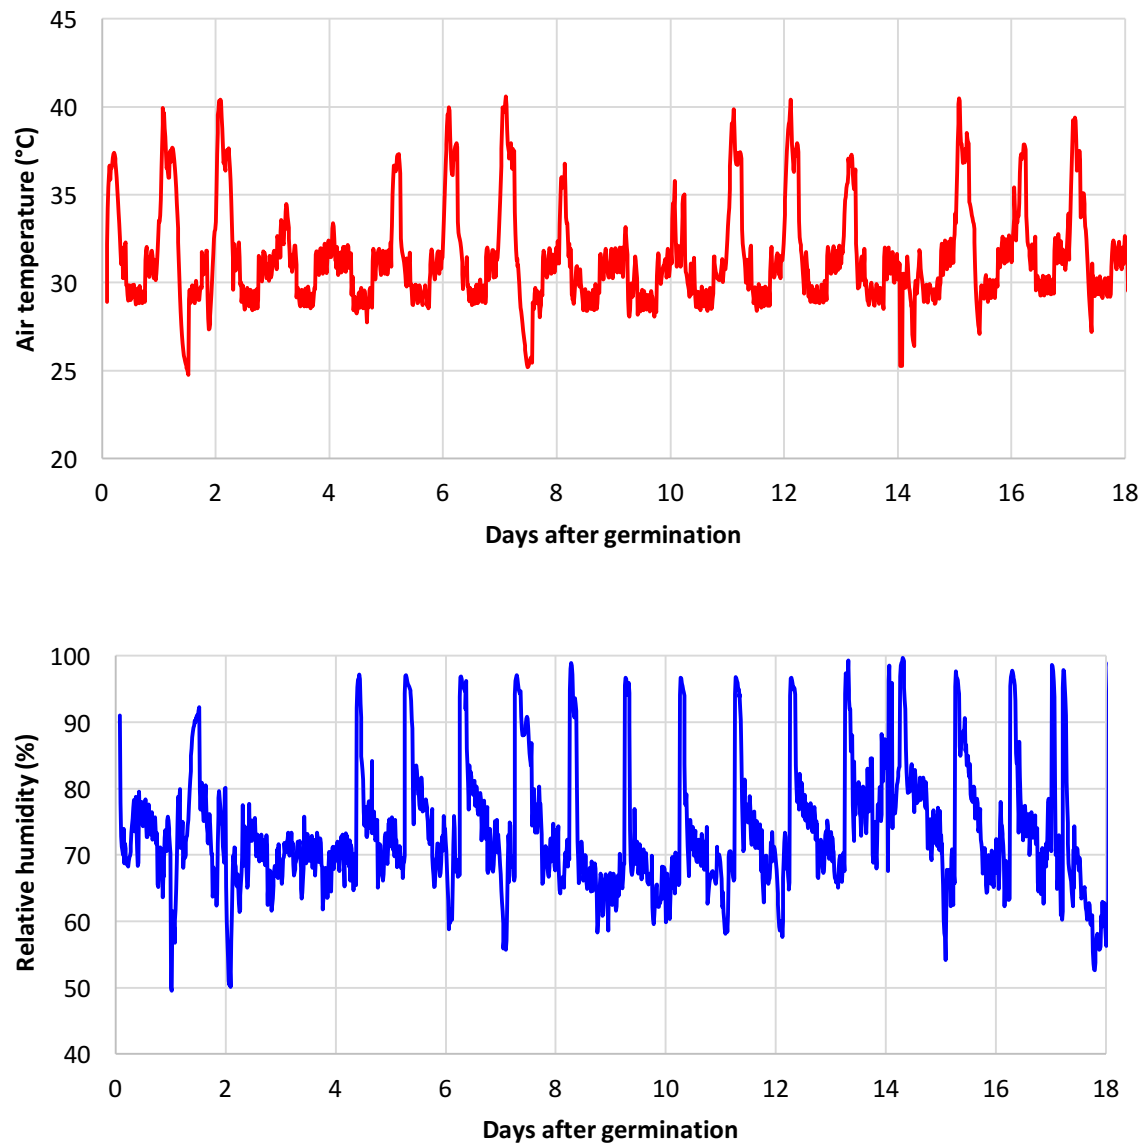 45
40
35
30
25
20
Air temperature (°C)
0 2 4 6 8 10 12 14 16 18
Days after germination
100
90
80
70
60
50
40
Relative humidity (%)
0 2 4 6 8 10 12 14 16 18
Days after germination